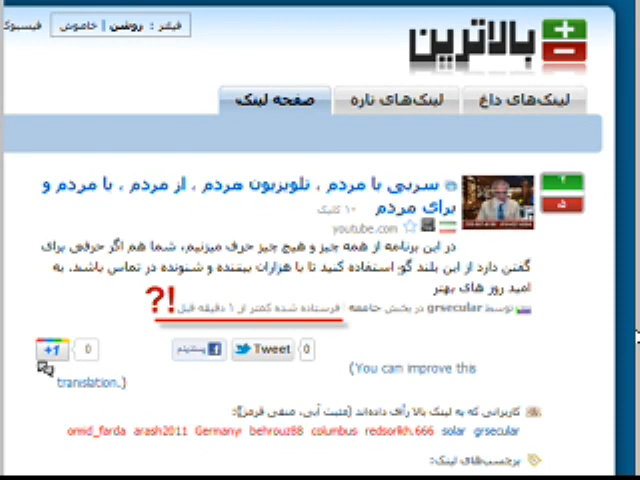 فیلتر : روشن | خاموش
بالاترین
لینک‌های داغ
لینک‌های تازه
صفحه لینک
سربی با مردم ، تلویزیون مردم ، از مردم ، با مردم و
برای مردم ۱۰ کلیک
youtube.com
در این برنامه از همه چیز و هیچ چیز حرف میزنیم، شما هم اگر حرفی برای
گفتن دارد از این بلند گو استفاده کنید تا با هزاران بیننده و شنونده در تماس باشید. به
امید روز های بهتر
توسط grsecular در بخش جامعه | فرستاده شده کمتر از ۱ دقیقه قبل
?!
+1 0
Tweet 0
(You can improve this
translation.)
کاربرانی که به لینک بالا رأی داده‌اند (مثبت آبی، منفی قرمز):
omid_farda arash2011 Germany behrouz88 columbus redsorkh.666 solar grsecular
برچسب‌های لینک: